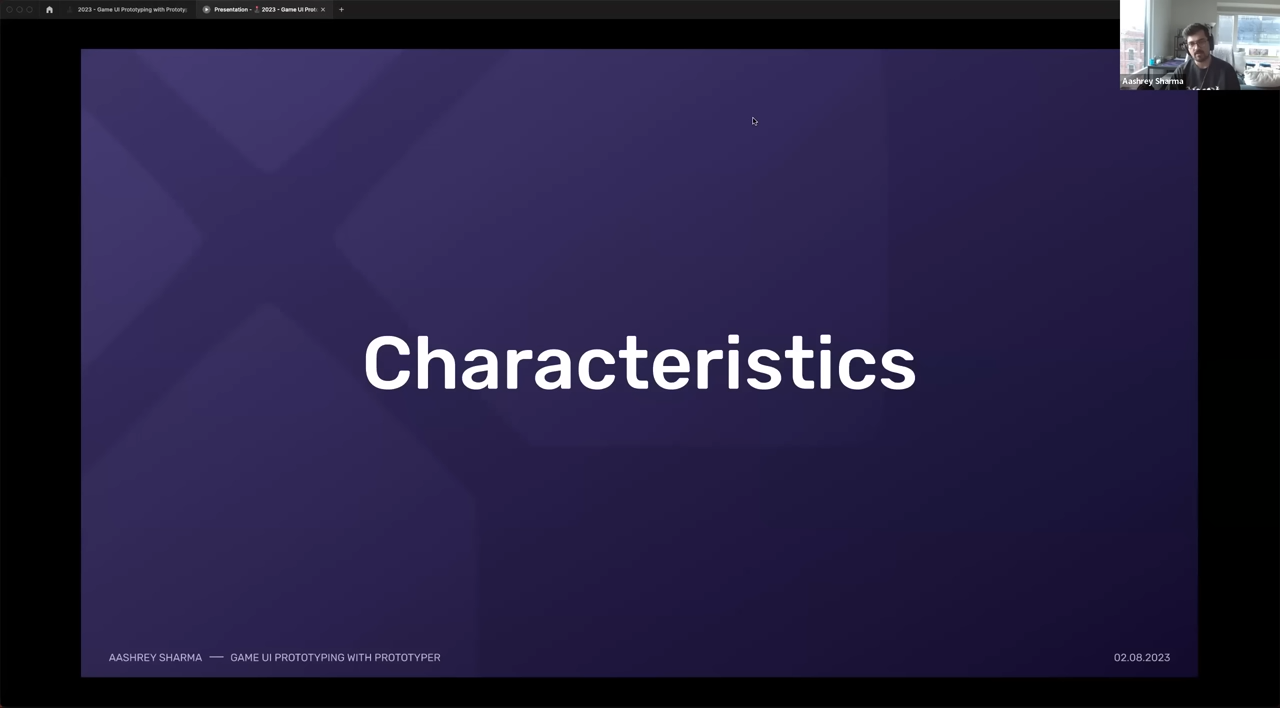 2023 - Game UI Prototyping with Prototy
Presentation - 2023 - Game UI Prot
Aashrey Sharma
Characteristics
AASHREY SHARMA — GAME UI PROTOTYPING WITH PROTOTYPER
02.08.2023